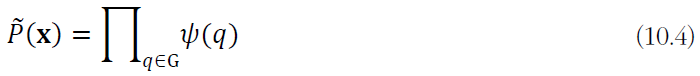 P̃(𝐱) = ∏_{q∈G} ψ(q) (10.4)